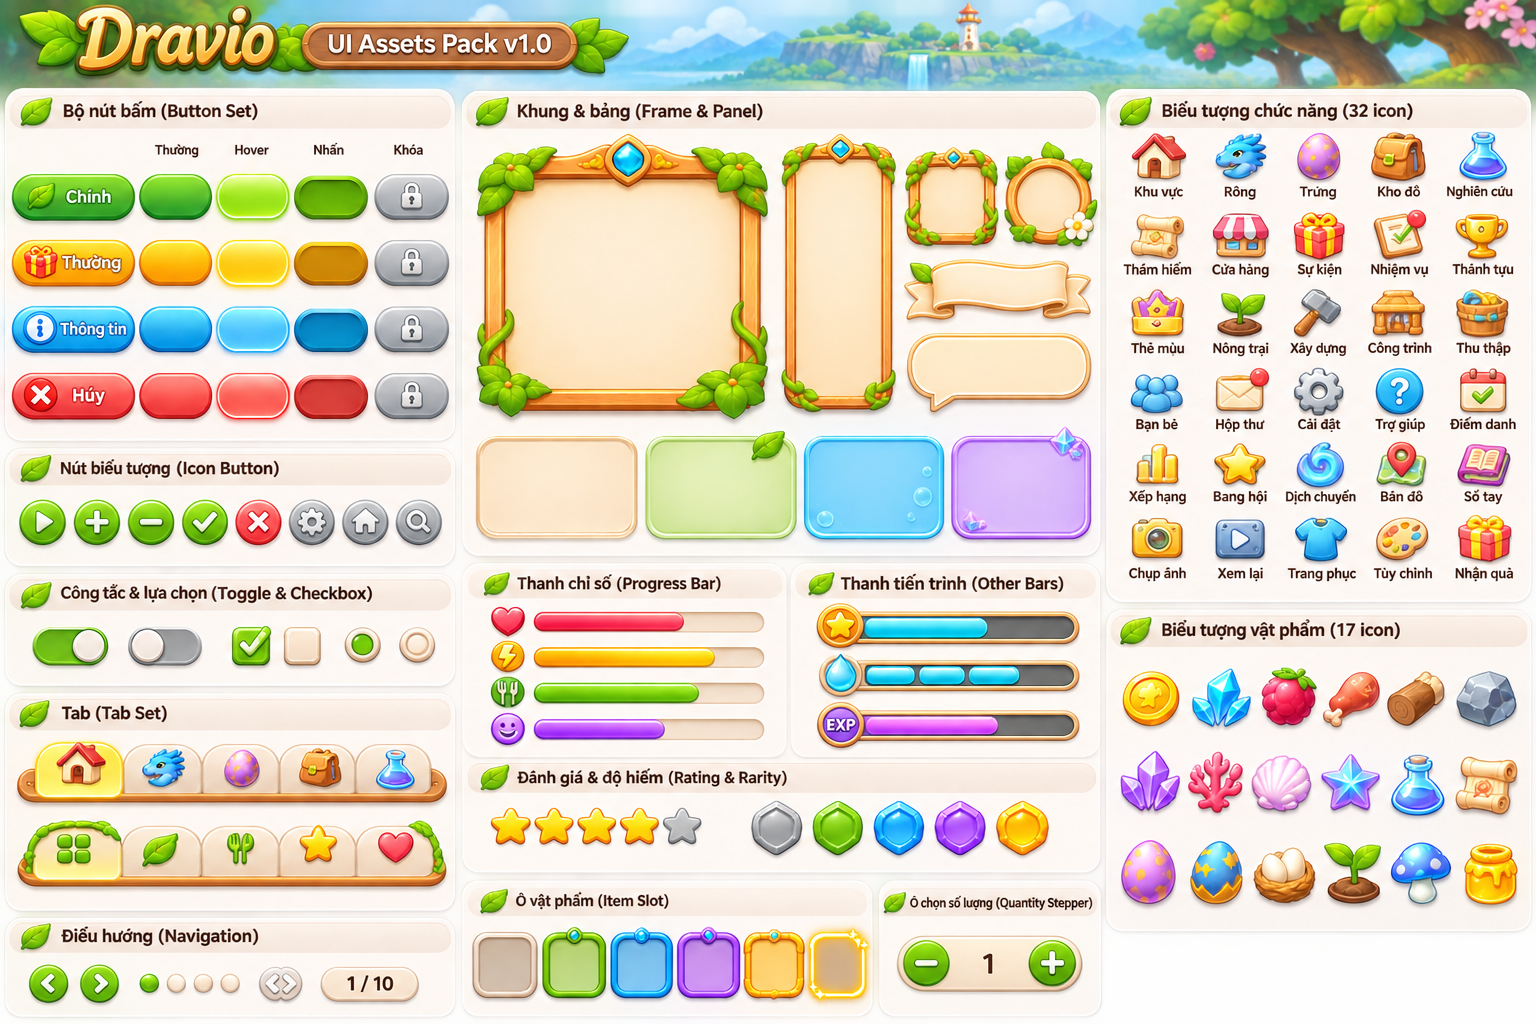 Dravio
UI Assets Pack v1.0
Bộ nút bấm (Button Set)
Thường Hover Nhấn Khóa
Chính
Thường
Thông tin
Húy
Nút biểu tượng (Icon Button)
Công tắc & lựa chọn (Toggle & Checkbox)
Tab (Tab Set)
Điều hướng (Navigation)
1 / 10
Khung & bảng (Frame & Panel)
Thanh chỉ số (Progress Bar)
Thanh tiến trình (Other Bars)
EXP
Đánh giá & độ hiếm (Rating & Rarity)
Ô vật phẩm (Item Slot)
Ô chọn số lượng (Quantity Stepper)
1
Biểu tượng chức năng (32 icon)
Khu vực Rồng Trứng Kho đồ Nghiên cứu
Thám hiểm Cửa hàng Sự kiện Nhiệm vụ Thành tựu
Thẻ mùu Nông trại Xây dựng Công trình Thu thập
Bạn bè Hộp thư Cài đặt Trợ giúp Điểm danh
Xếp hạng Bang hội Dịch chuyển Bản đồ Sổ tay
Chụp ảnh Xem lại Trang phục Tùy chỉnh Nhận quà
Biểu tượng vật phẩm (17 icon)